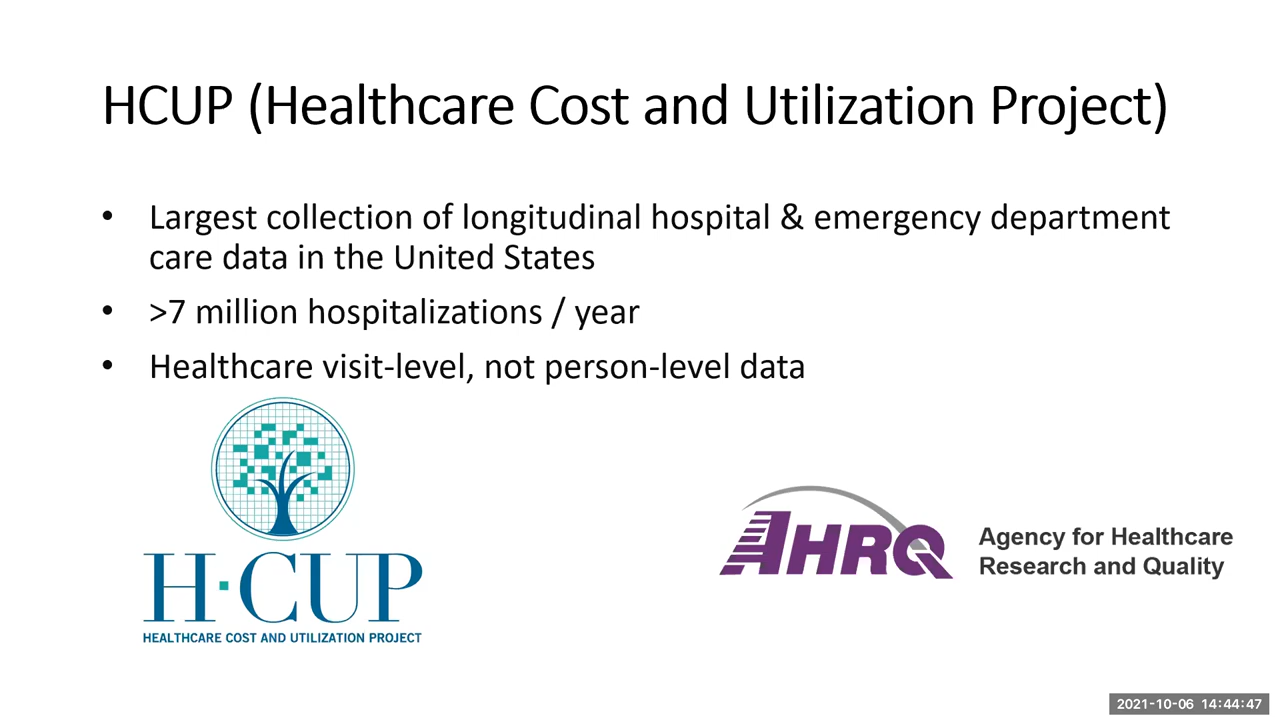 HCUP (Healthcare Cost and Utilization Project)
• Largest collection of longitudinal hospital & emergency department
care data in the United States
• >7 million hospitalizations / year
• Healthcare visit-level, not person-level data
H·CUP
HEALTHCARE COST AND UTILIZATION PROJECT
AHRQ
Agency for Healthcare
Research and Quality
2021-10-06 14:44:47